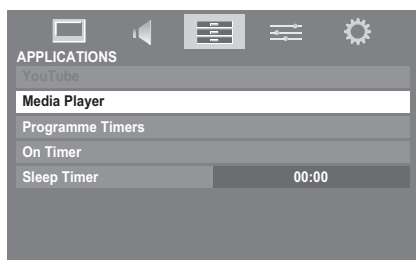 APPLICATIONS
YouTube
Media Player
Programme Timers
On Timer
Sleep Timer 00:00